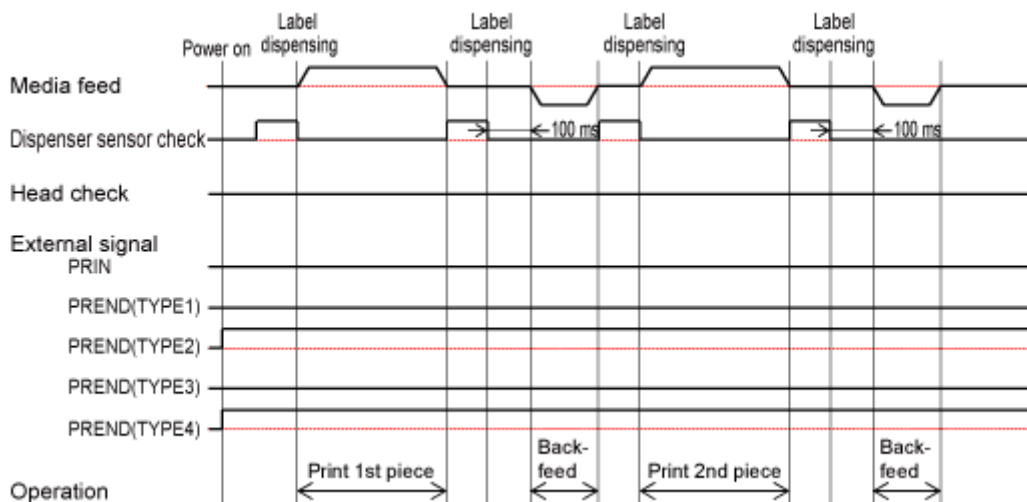 Label dispensing
Label dispensing
Label dispensing
Label dispensing
Power on
Media feed
Dispenser sensor check
100 ms
100 ms
Head check
External signal
PRIN
PREND(TYPE1)
PREND(TYPE2)
PREND(TYPE3)
PREND(TYPE4)
Operation
Print 1st piece
Back-
feed
Print 2nd piece
Back-
feed